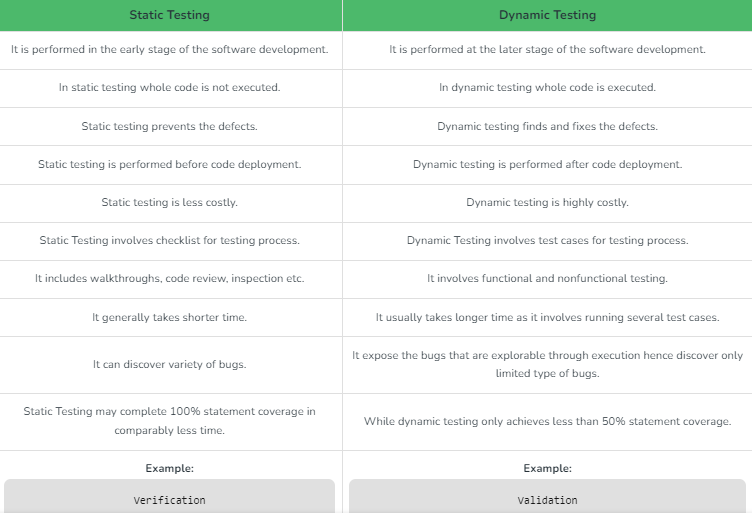 Static Testing
Dynamic Testing
It is performed in the early stage of the software development.
It is performed at the later stage of the software development.
In static testing whole code is not executed.
In dynamic testing whole code is executed.
Static testing prevents the defects.
Dynamic testing finds and fixes the defects.
Static testing is performed before code deployment.
Dynamic testing is performed after code deployment.
Static testing is less costly.
Dynamic testing is highly costly.
Static Testing involves checklist for testing process.
Dynamic Testing involves test cases for testing process.
It includes walkthroughs, code review, inspection etc.
It involves functional and nonfunctional testing.
It generally takes shorter time.
It usually takes longer time as it involves running several test cases.
It can discover variety of bugs.
It expose the bugs that are explorable through execution hence discover only
limited type of bugs.
Static Testing may complete 100% statement coverage in
comparably less time.
While dynamic testing only achieves less than 50% statement coverage.
Example:
Verification
Example:
Validation